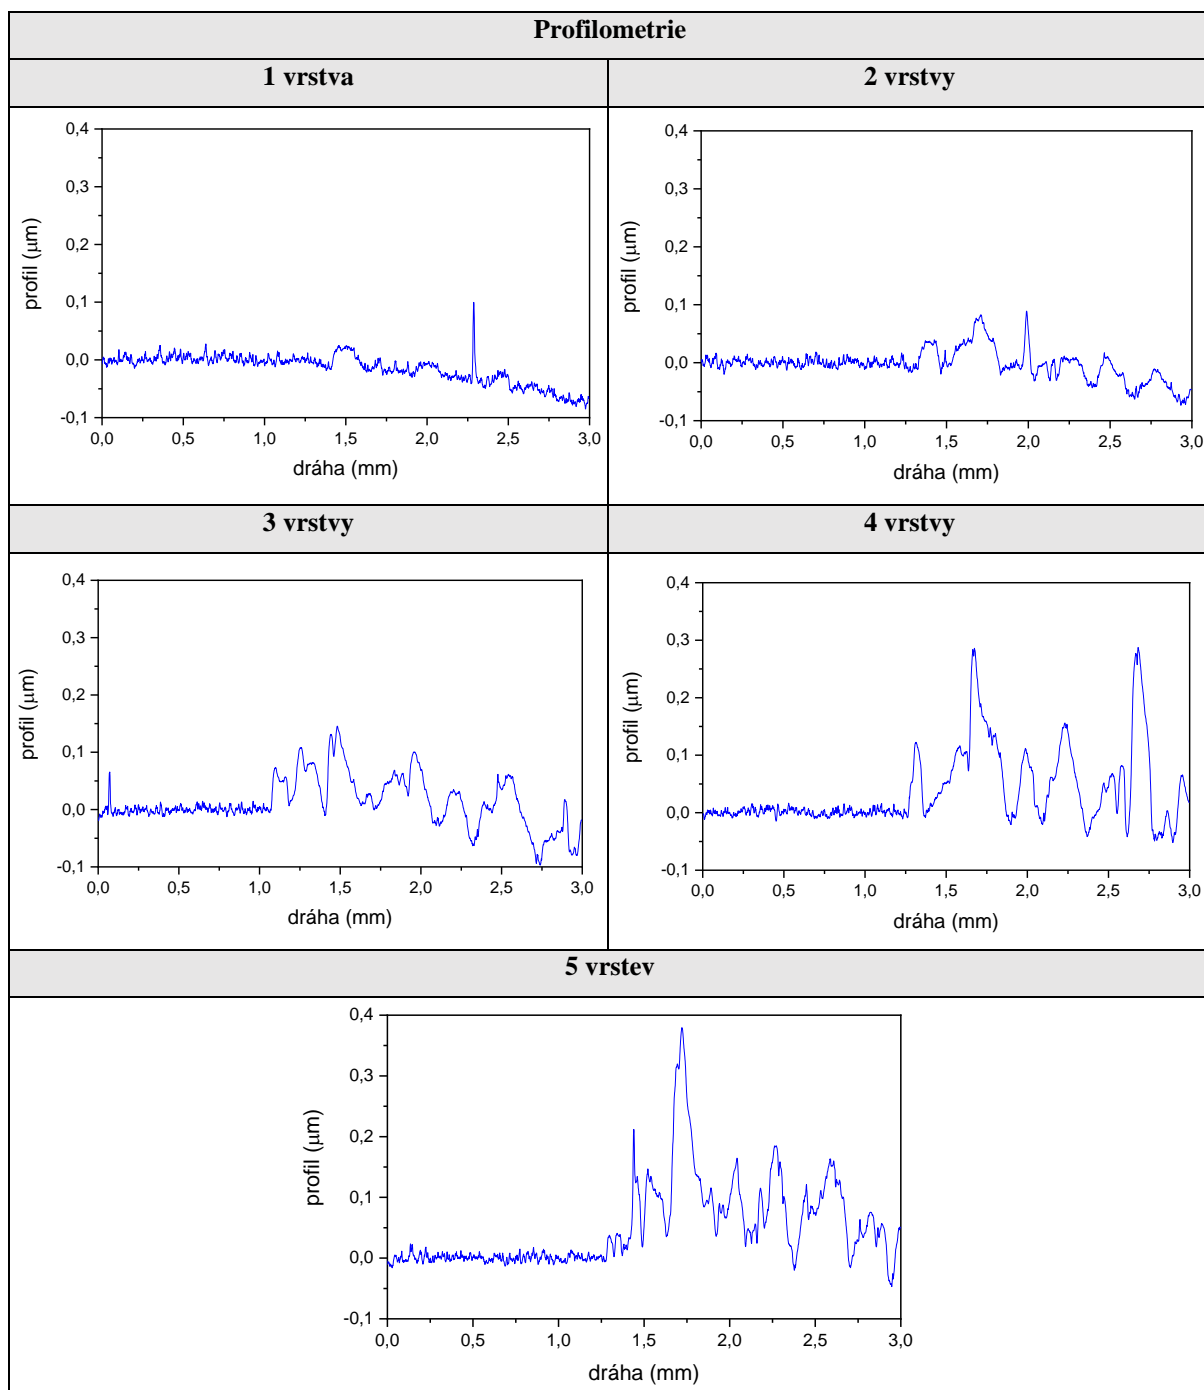 Profilometrie
1 vrstva
2 vrstvy
0,4
0,3
0,2
0,1
0,0
-0,1
profil (μm)
0,0 0,5 1,0 1,5 2,0 2,5 3,0
dráha (mm)
0,4
0,3
0,2
0,1
0,0
-0,1
profil (μm)
0,0 0,5 1,0 1,5 2,0 2,5 3,0
dráha (mm)
3 vrstvy
4 vrstvy
0,4
0,3
0,2
0,1
0,0
-0,1
profil (μm)
0,0 0,5 1,0 1,5 2,0 2,5 3,0
dráha (mm)
0,4
0,3
0,2
0,1
0,0
-0,1
profil (μm)
0,0 0,5 1,0 1,5 2,0 2,5 3,0
dráha (mm)
5 vrstev
0,4
0,3
0,2
0,1
0,0
-0,1
profil (μm)
0,0 0,5 1,0 1,5 2,0 2,5 3,0
dráha (mm)